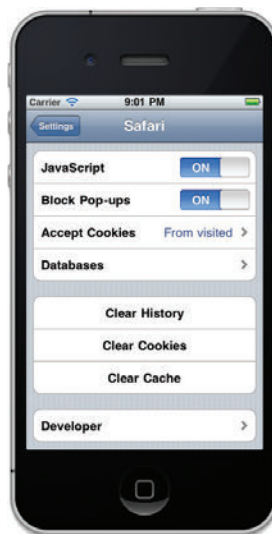 Carrier 9:01 PM
Settings Safari
JavaScript ON
Block Pop-ups ON
Accept Cookies From visited
Databases
Clear History
Clear Cookies
Clear Cache
Developer